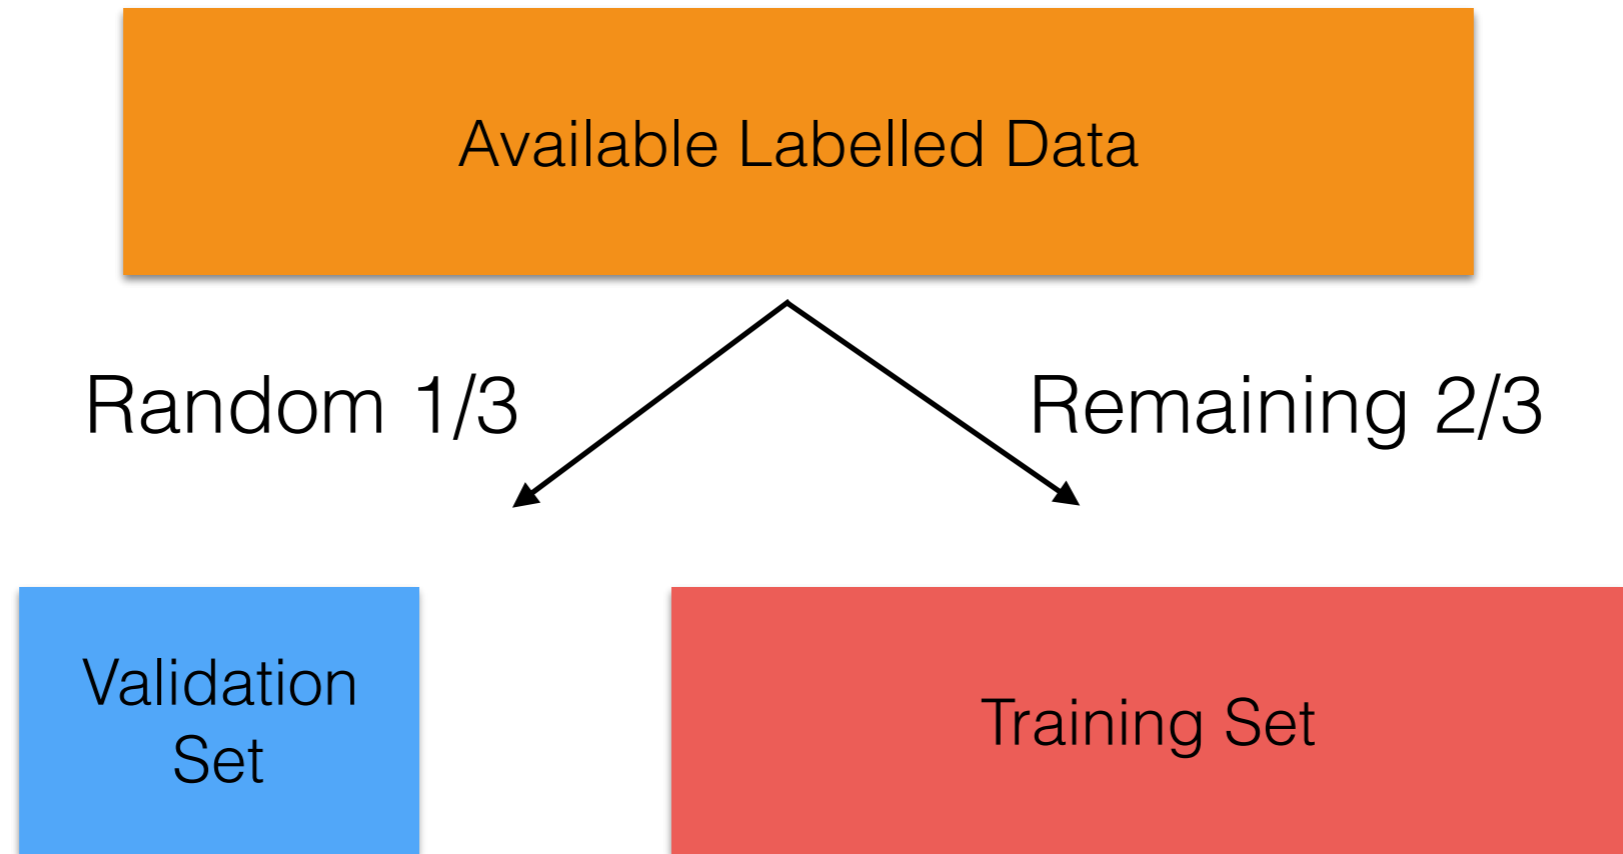 Available Labelled Data
Random 1/3
Remaining 2/3
Validation
Set
Training Set